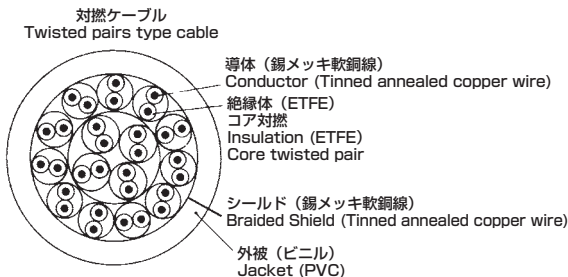 対撚ケーブル
Twisted pairs type cable
導体（錫メッキ軟銅線）
Conductor (Tinned annealed copper wire)
絶縁体（ETFE）
コア対撚
Insulation (ETFE)
Core twisted pair
シールド（錫メッキ軟銅線）
Braided Shield (Tinned annealed copper wire)
外被（ビニル）
Jacket (PVC)